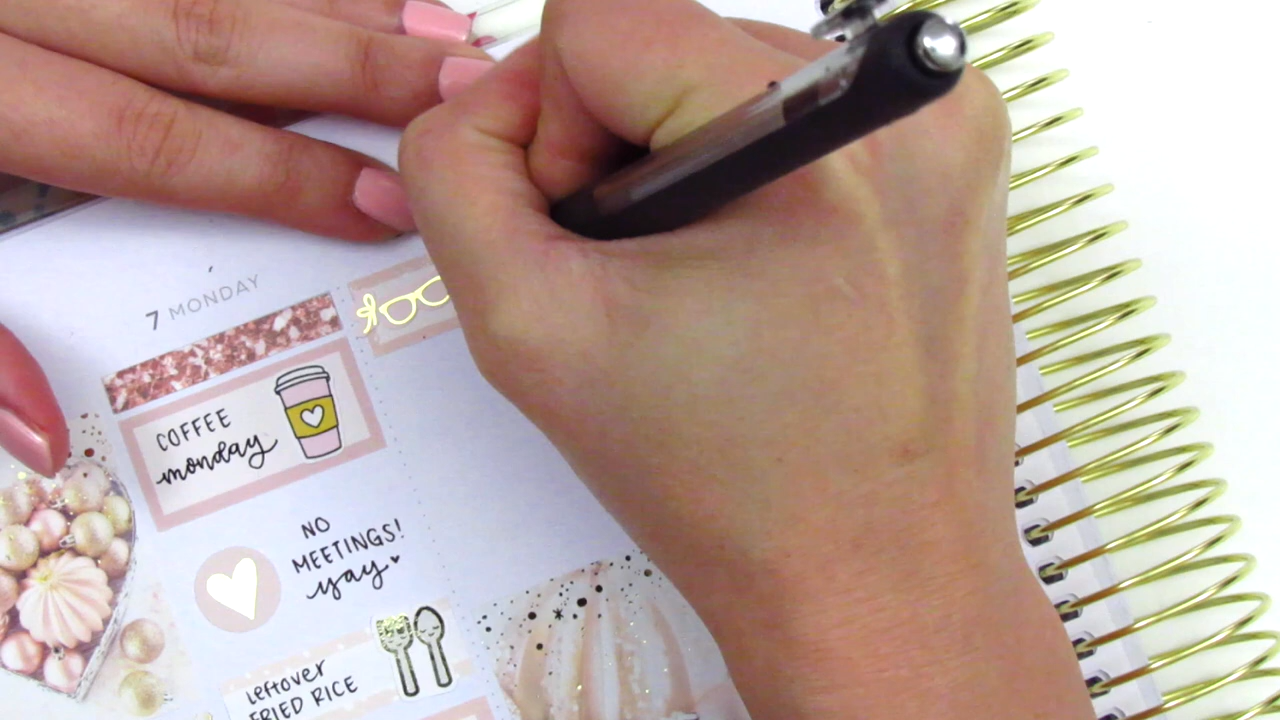 7 MONDAY
COFFEE
monday
NO
MEETINGS!
yay
leftover
FRIED RICE